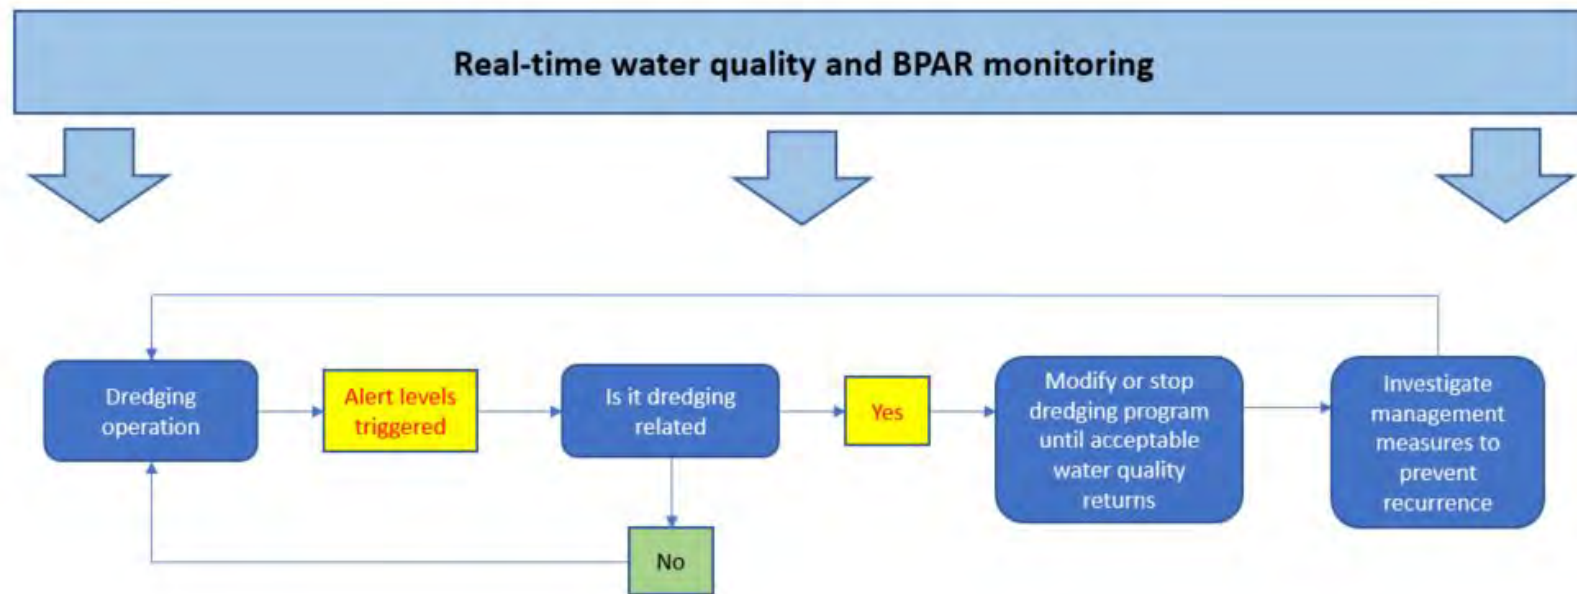 Real-time water quality and BPAR monitoring
Dredging
operation
Alert levels
triggered
Is it dredging
related
Yes
No
Modify or stop
dredging program
until acceptable
water quality
returns
Investigate
management
measures to
prevent
recurrence